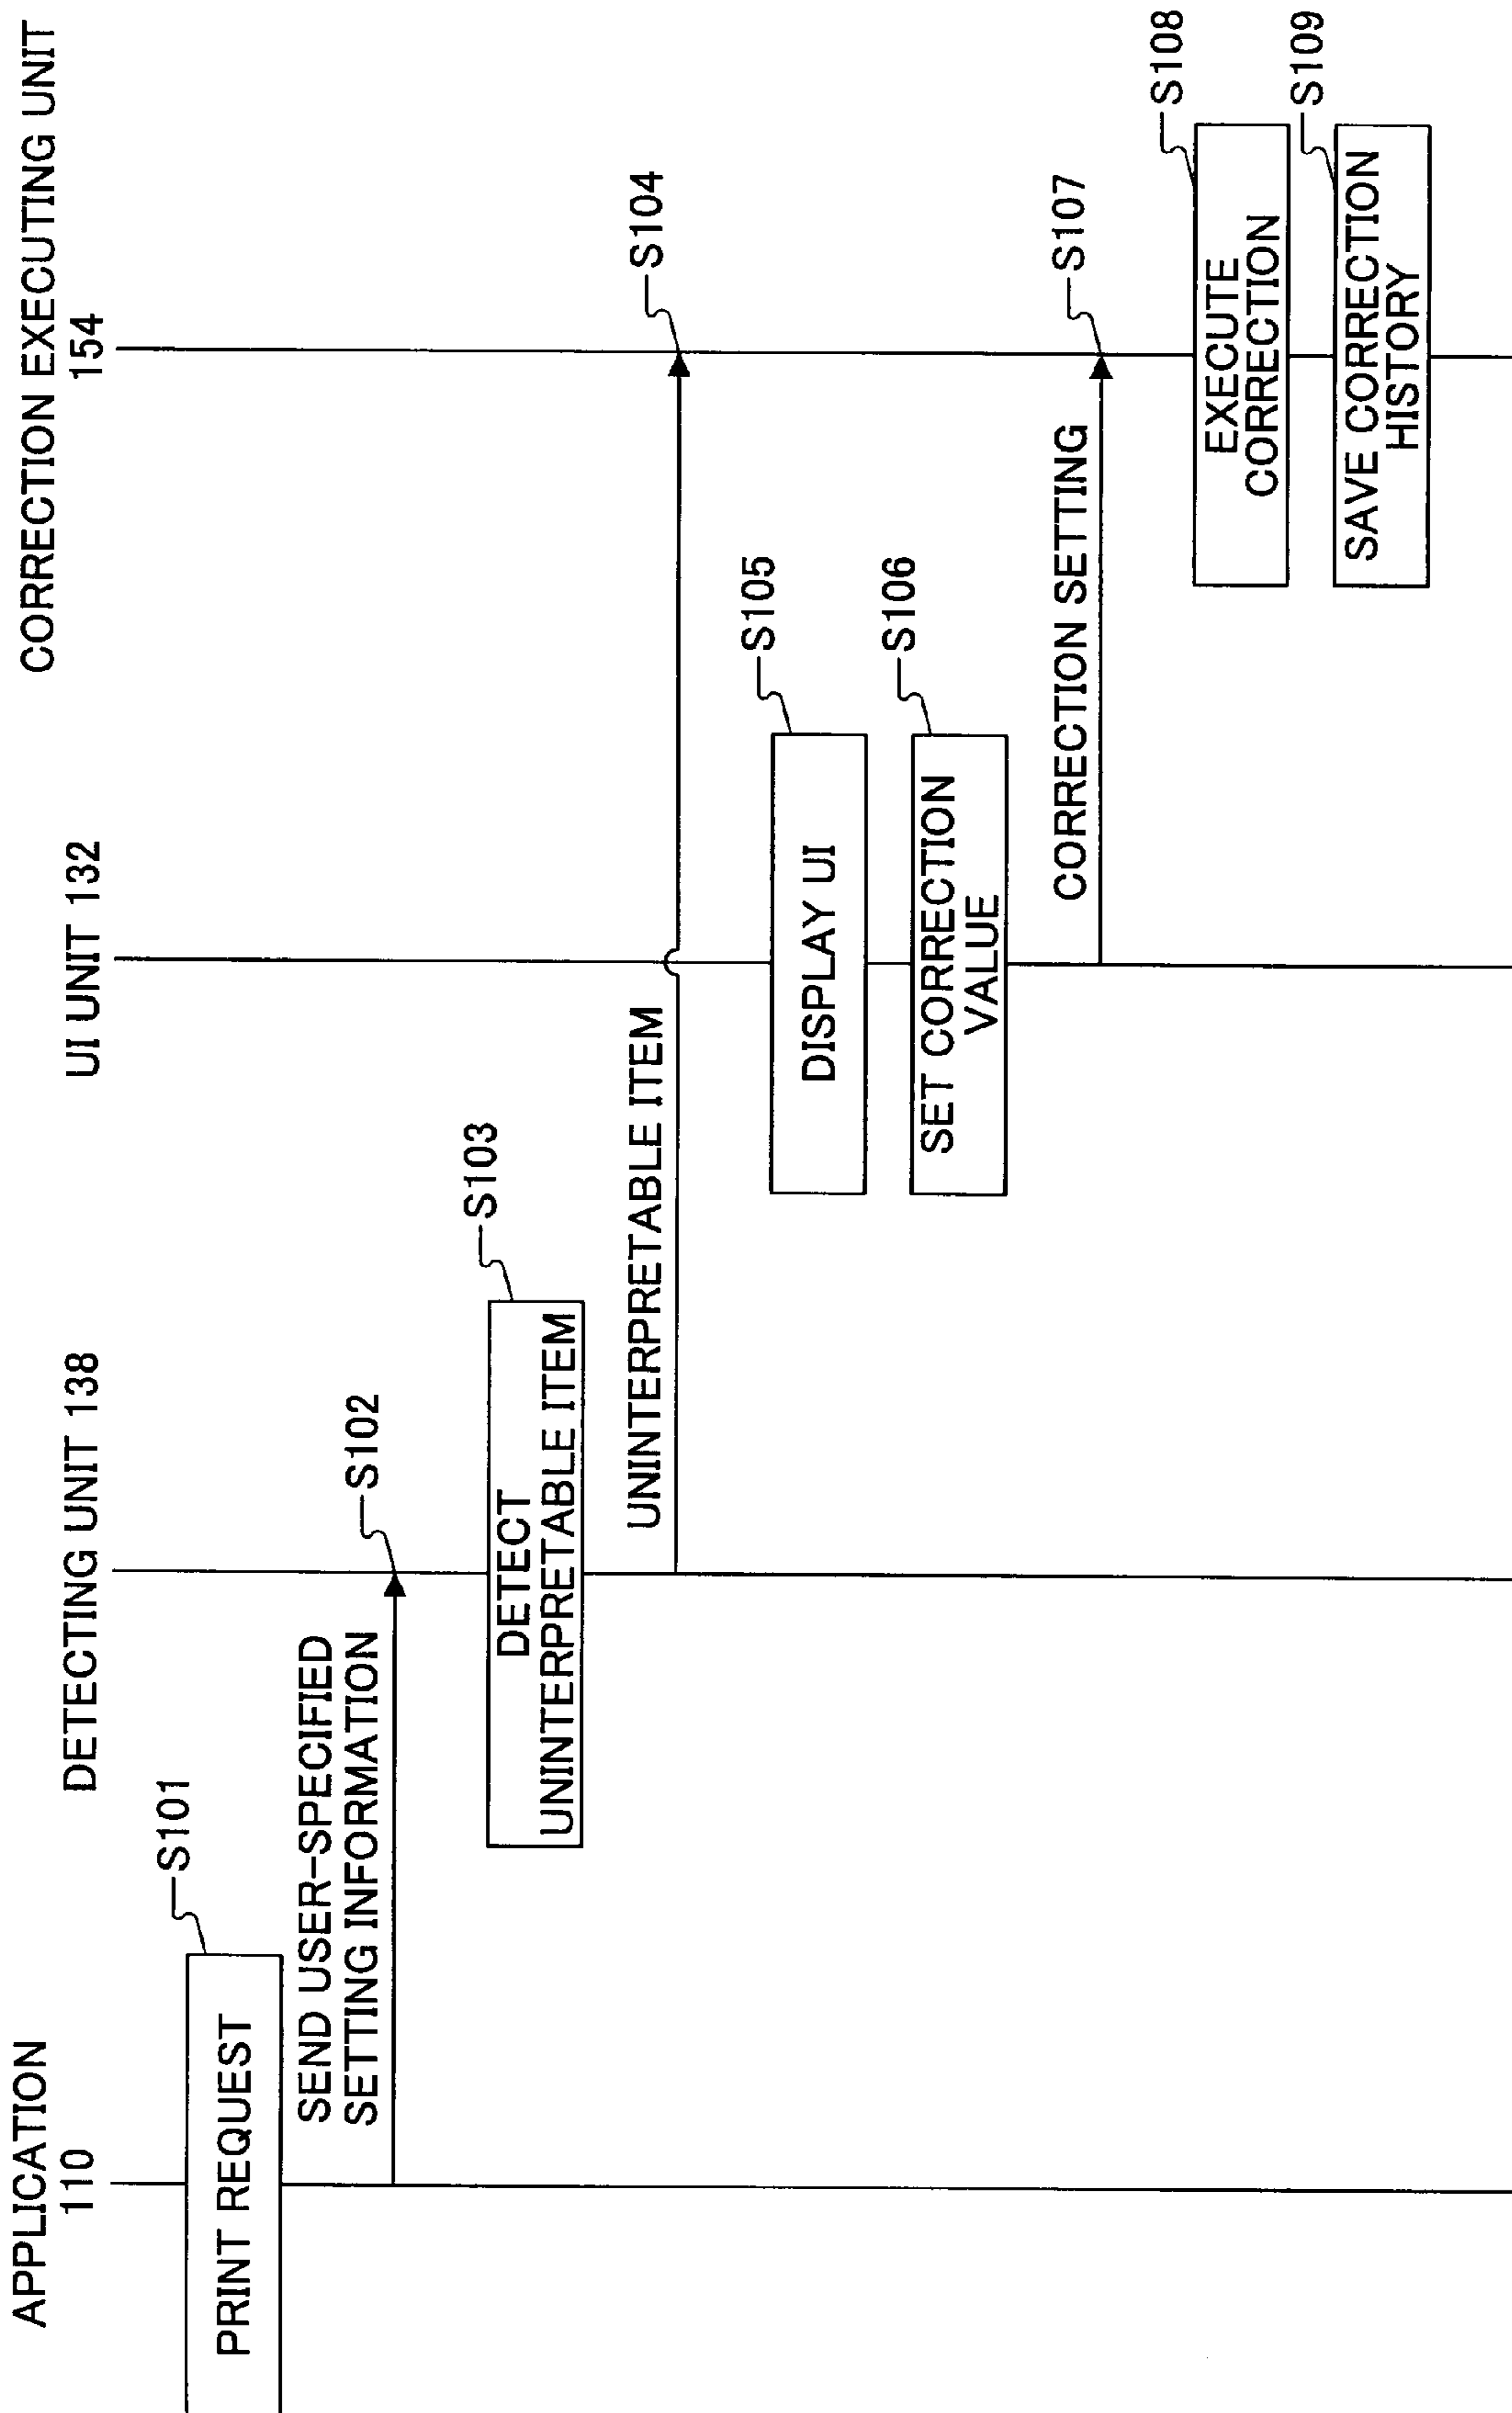 APPLICATION
110
DETECTING UNIT 138
UI UNIT 132
CORRECTION EXECUTING UNIT
154
PRINT REQUEST
S101
SEND USER-SPECIFIED
SETTING INFORMATION
S102
DETECT
UNINTERPRETABLE ITEM
S103
UNINTERPRETABLE ITEM
S104
DISPLAY UI
S105
SET CORRECTION
VALUE
S106
CORRECTION SETTING
S107
EXECUTE
CORRECTION
S108
SAVE CORRECTION
HISTORY
S109